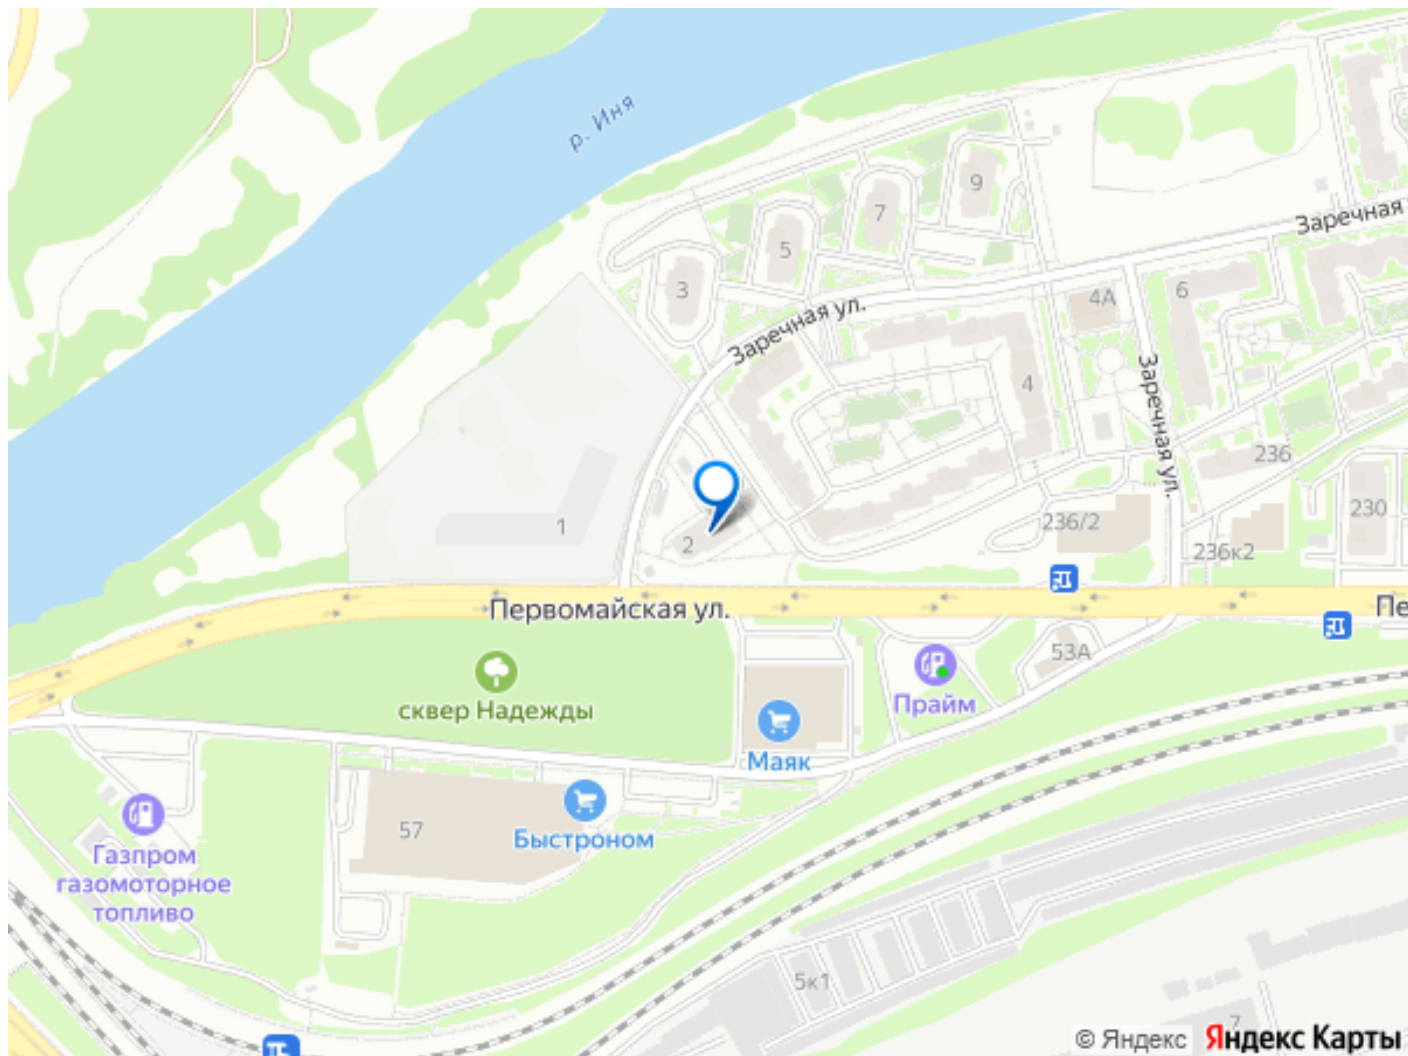 р. Иня
9
7
5
3
Заречная
4А
6
Заречная ул.
4
Заречная ул.
236
230
236/2
236к2
1
2
Первомайская ул.
Пе
53А
сквер Надежды
Прайм
Маяк
57
Быстроном
Газпром
газомоторное
топливо
5к1
7
© Яндекс Яндекс Карты